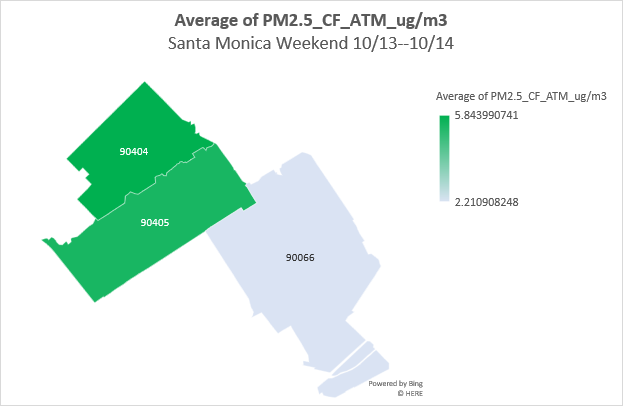 Average of PM2.5_CF_ATM_ug/m3
Santa Monica Weekend 10/13--10/14
Average of PM2.5_CF_ATM_ug/m3
5.843990741
2.210908248
90404
90405
90066
Powered by Bing
© HERE